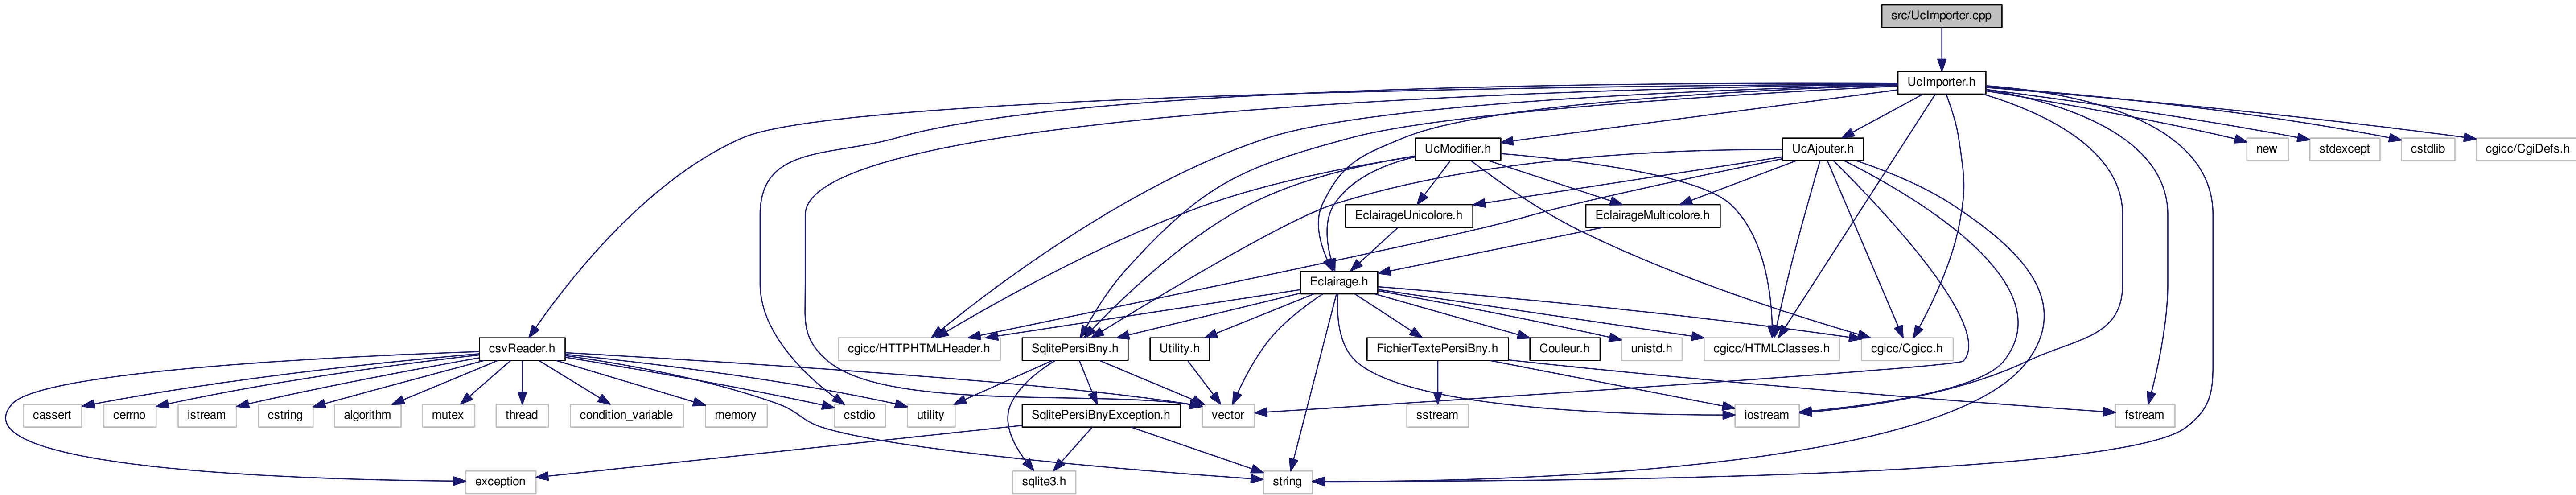 src/UcImporter.cpp
UcImporter.h
UcModifier.h
UcAjouter.h
new
stdexcept
cstdlib
cgicc/CgiDefs.h
EclairageUnicolore.h
EclairageMulticolore.h
Eclairage.h
csvReader.h
cgicc/HTTPHTMLHeader.h
SqlitePersiBny.h
Utility.h
FichierTextePersiBny.h
Couleur.h
unistd.h
cgicc/HTMLClasses.h
cgicc/Cgicc.h
cassert
cerrno
istream
cstring
algorithm
mutex
thread
condition_variable
memory
cstdio
utility
SqlitePersiBnyException.h
vector
sstream
iostream
fstream
exception
sqlite3.h
string